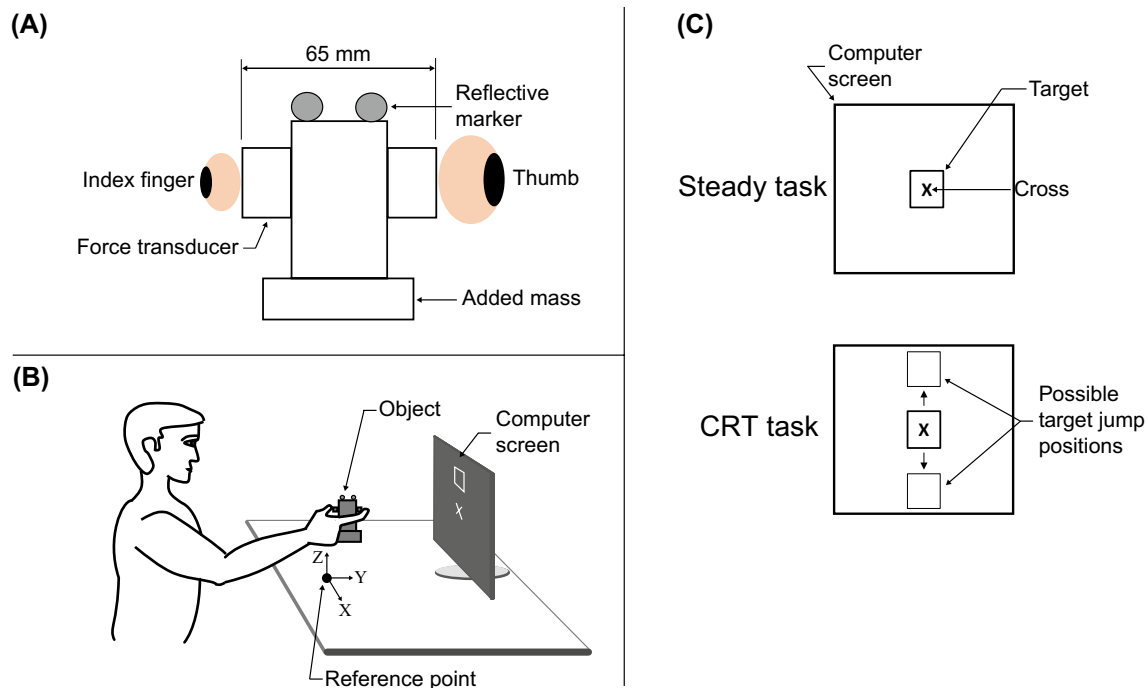 (A)
65 mm
Reflective
marker
Index finger
Thumb
Force transducer
Added mass
(B)
Object
Computer
screen
Z
Y
X
X
Reference point
(C)
Computer
screen
Target
Steady task
X
Cross
CRT task
X
Possible
target jump
positions